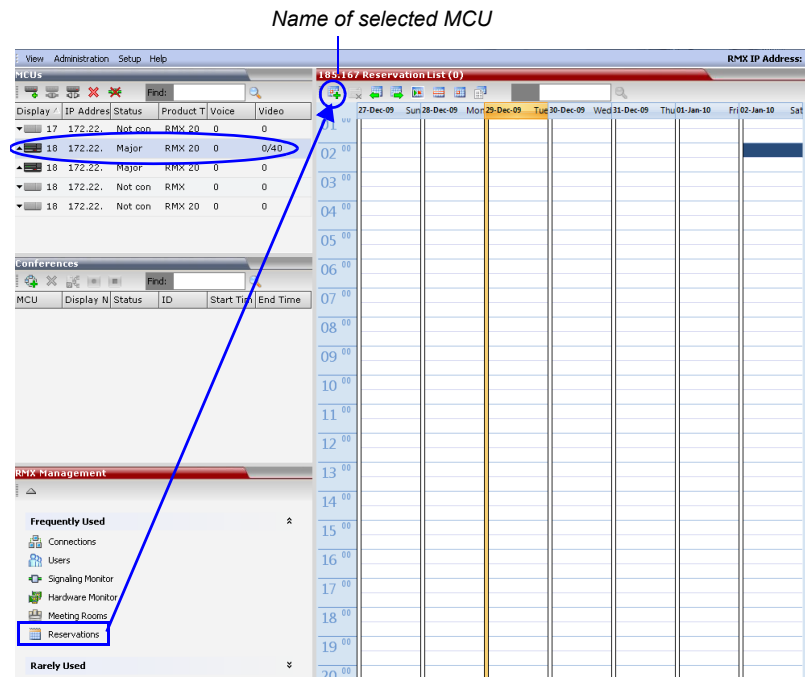 Name of selected MCU
View Administration Setup Help
RMX IP Address:
MCUs
185.167 Reservation List (0)
Find:
Display IP Addres Status Product T Voice Video
17 172.22. Not con RMX 20 0 0
18 172.22. Major RMX 20 0 0/40
18 172.22. Major RMX 20 0 0
18 172.22. Not con RMX 0 0
18 172.22. Not con RMX 20 0 0
27-Dec-09 Sun 28-Dec-09 Mon 29-Dec-09 Tue 30-Dec-09 Wed 31-Dec-09 Thu 01-Jan-10 Fri 02-Jan-10 Sat
01 00
02 00
03 00
04 00
05 00
06 00
07 00
08 00
09 00
10 00
11 00
12 00
13 00
14 00
15 00
16 00
17 00
18 00
19 00
20 00
Conferences
Find:
MCU Display N Status ID Start Tim End Time
RMX Management
Frequently Used
Connections
Users
Signaling Monitor
Hardware Monitor
Meeting Rooms
Reservations
Rarely Used